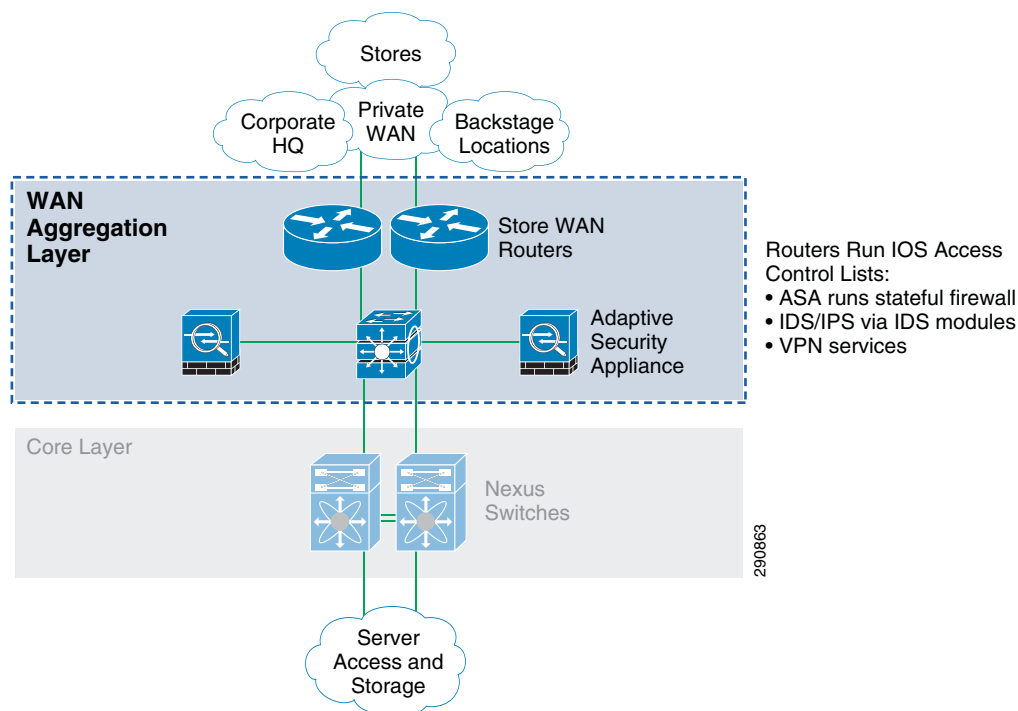 Stores
Private
WAN
Corporate
HQ
Backstage
Locations
WAN
Aggregation
Layer
Store WAN
Routers
Adaptive
Security
Appliance
Routers Run IOS Access
Control Lists:
• ASA runs stateful firewall
• IDS/IPS via IDS modules
• VPN services
Core Layer
Nexus
Switches
290863
Server
Access and
Storage